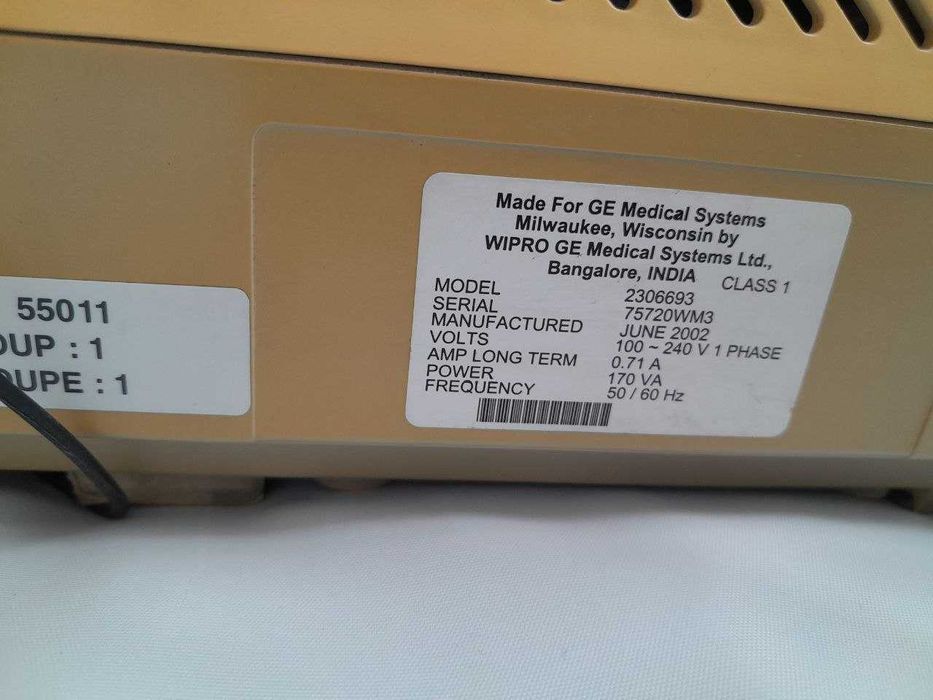 55011
OUP : 1
OUPE : 1
Made For GE Medical Systems
Milwaukee, Wisconsin by
WIPRO GE Medical Systems Ltd.,
Bangalore, INDIA CLASS 1
MODEL 2306693
SERIAL 75720WM3
MANUFACTURED JUNE 2002
VOLTS 100 ~ 240 V 1 PHASE
AMP LONG TERM 0.71 A
POWER 170 VA
FREQUENCY 50 / 60 Hz